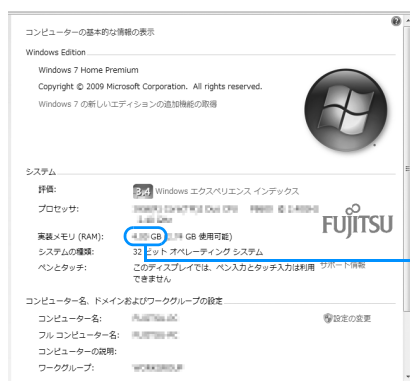 コンピューターの基本的な情報の表示
Windows Edition
Windows 7 Home Premium
Copyright © 2009 Microsoft Corporation. All rights reserved.
Windows 7 の新しいエディションの追加機能の取得
システム
評価:
Windows エクスペリエンス インデックス
プロセッサ:
FUJITSU
実装メモリ (RAM): GB GB 使用可能)
システムの種類: 32 ビット オペレーティング システム
ペンとタッチ: このディスプレイでは、ペン入力とタッチ入力は利用できません
サポート情報
コンピューター名、ドメインおよびワークグループの設定
コンピューター名:
設定の変更
フル コンピューター名:
コンピューターの説明:
ワークグループ: